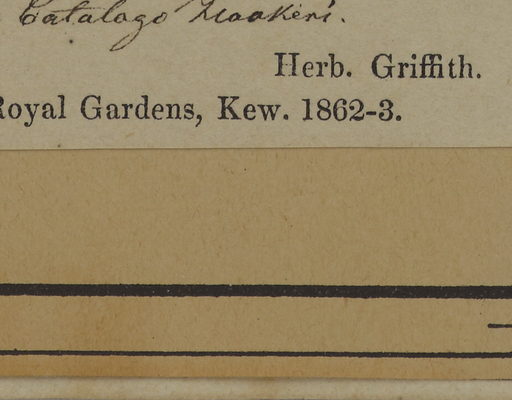 Catalogo Hookeri.
Herb. Griffith.
Royal Gardens, Kew. 1862-3.